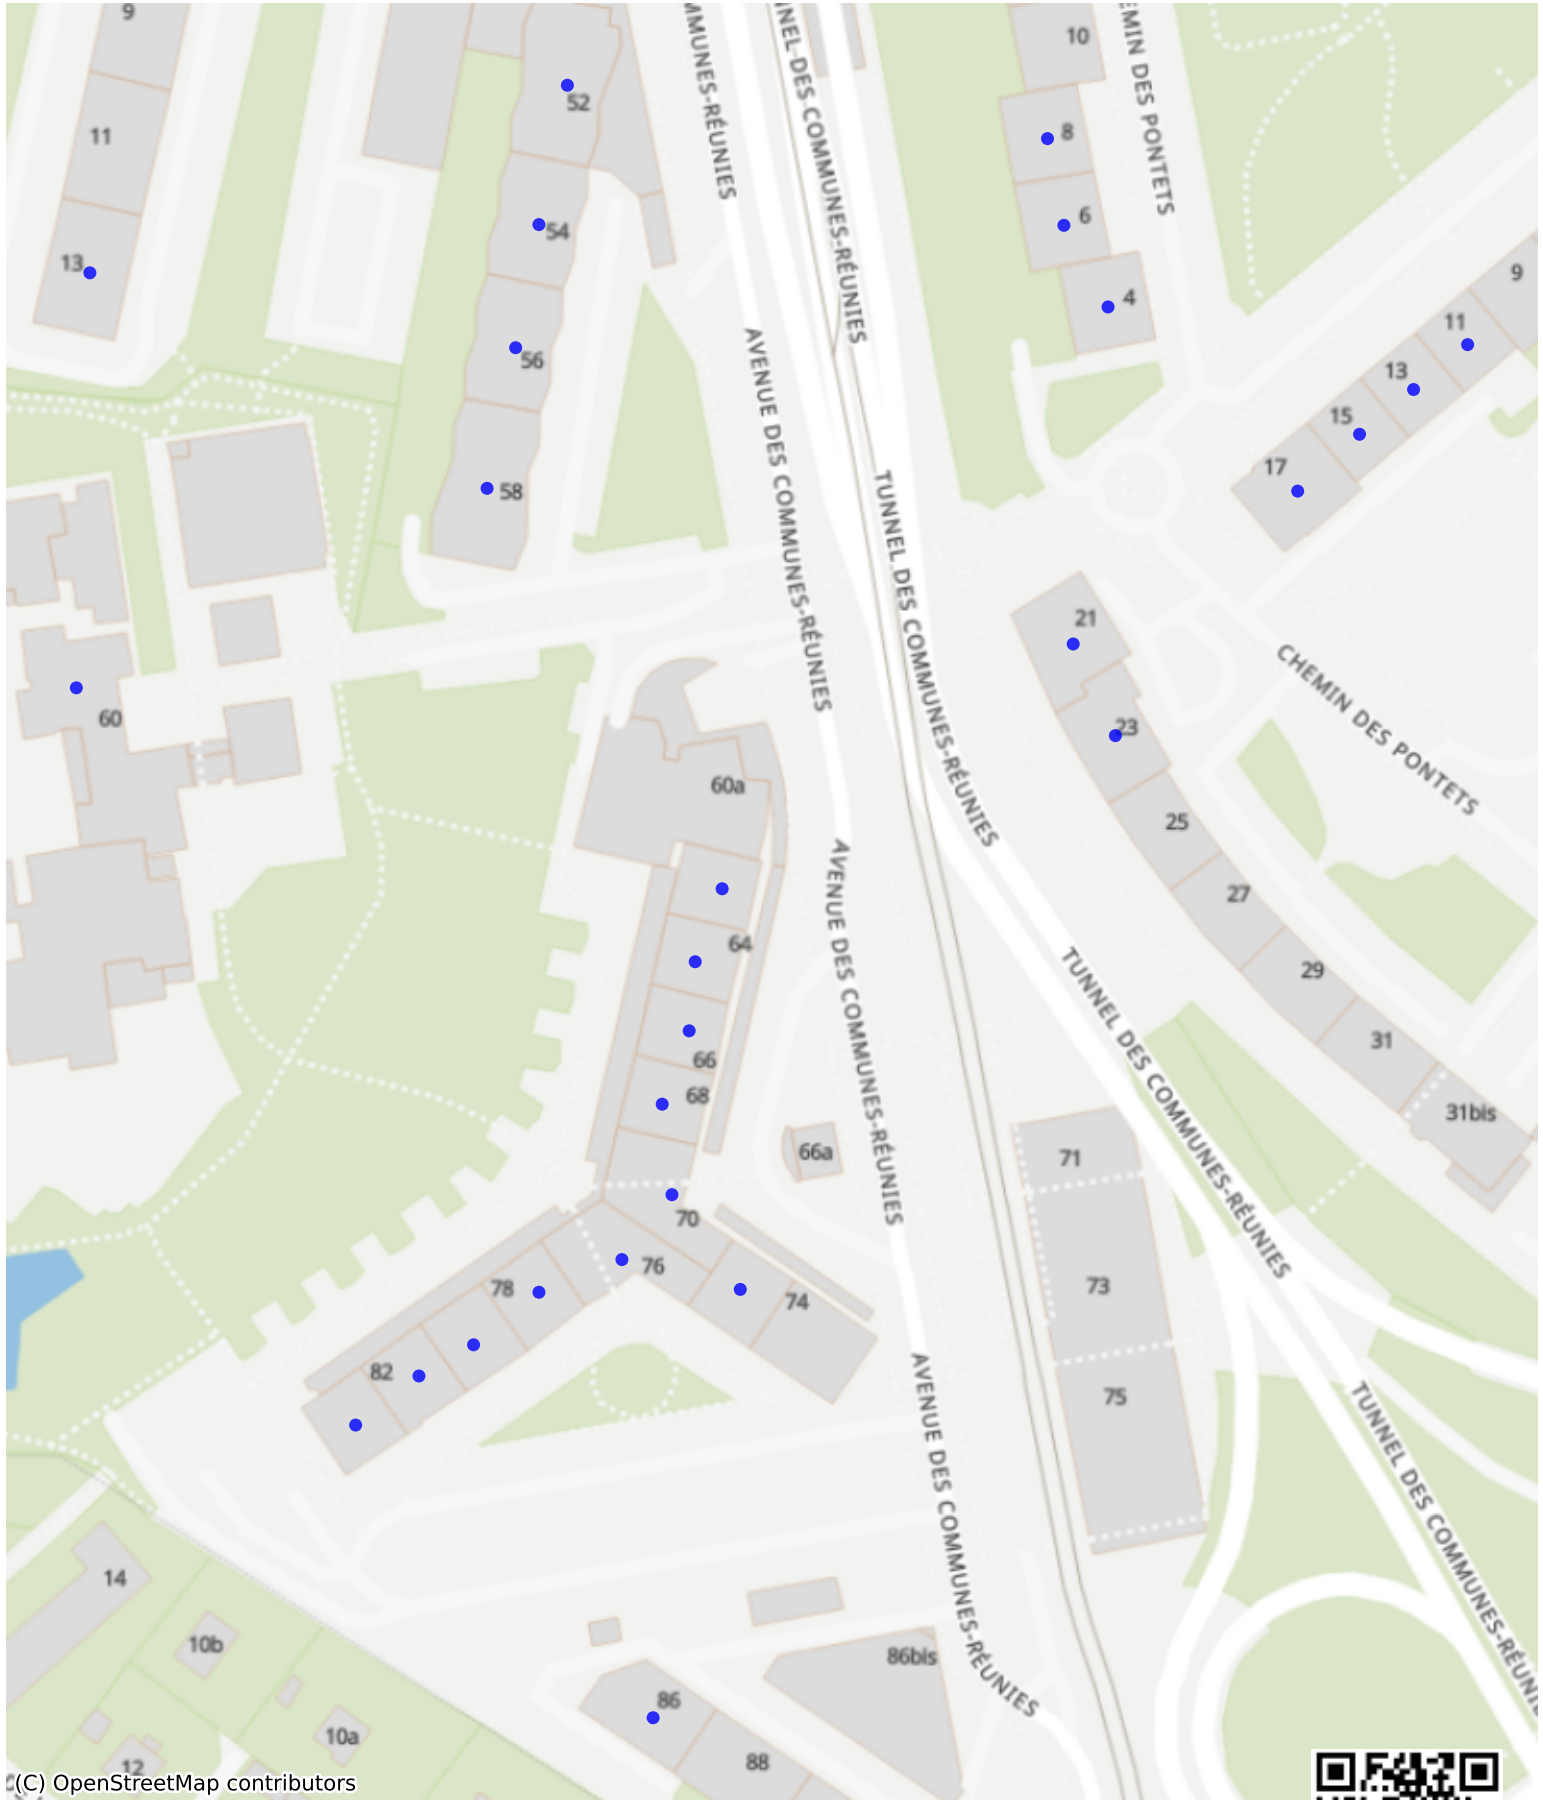 9
52
MMUNES-RÉUNIES
NNEL DES COMMUNES-RÉUNIES
10
EMIN DES PONTETS
11
8
54
6
13
4
9
56
11
13
AVENUE DES COMMUNES-RÉUNIES
15
58
17
TUNNEL DES COMMUNES-RÉUNIES
21
CHEMIN DES PONTETS
60
23
60a
25
AVENUE DES COMMUNES-RÉUNIES
27
64
29
TUNNEL DES COMMUNES-RÉUNIES
31
66
68
31bis
66a
71
70
76
78
73
74
82
75
AVENUE DES COMMUNES-RÉUNIES
TUNNEL DES COMMUNES-RÉUNI
14
10b
86bis
86
10a
88
12
(C) OpenStreetMap contributors